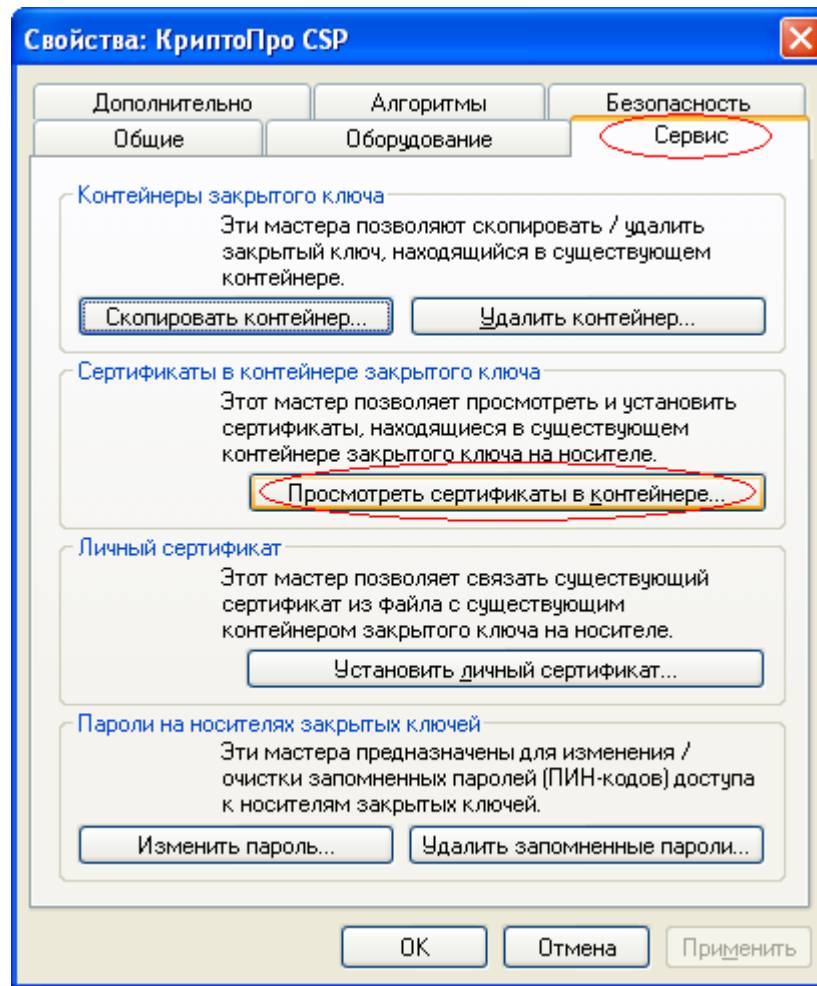 Свойства: КриптоПро CSP
Дополнительно Алгоритмы Безопасность
Общие Оборудование Сервис
Контейнеры закрытого ключа
Эти мастера позволяют скопировать / удалить
закрытый ключ, находящийся в существующем
контейнере.
Скопировать контейнер... Удалить контейнер...
Сертификаты в контейнере закрытого ключа
Этот мастер позволяет просмотреть и установить
сертификаты, находящиеся в существующем
контейнере закрытого ключа на носителе.
Просмотреть сертификаты в контейнере...
Личный сертификат
Этот мастер позволяет связать существующий
сертификат из файла с существующим
контейнером закрытого ключа на носителе.
Установить личный сертификат...
Пароли на носителях закрытых ключей
Эти мастера предназначены для изменения /
очистки запомненных паролей (ПИН-кодов) доступа
к носителям закрытых ключей.
Изменить пароль... Удалить запомненные пароли...
OK Отмена Применить